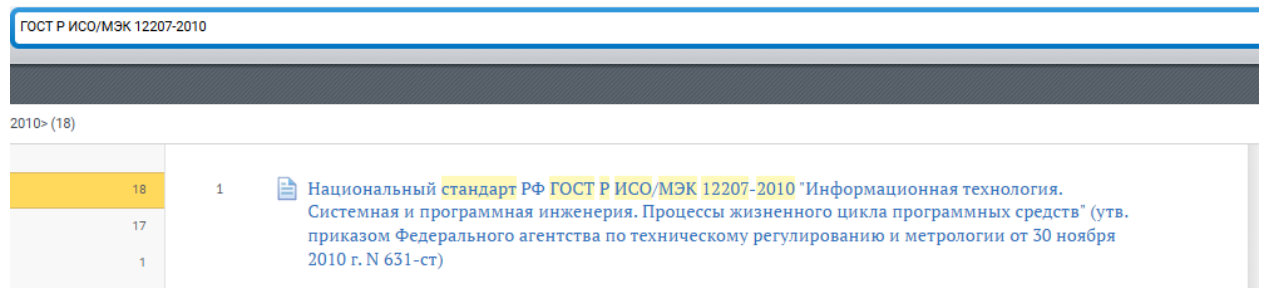 ГОСТ Р ИСО/МЭК 12207-2010
2010> (18)
18
17
1
1
Национальный стандарт РФ ГОСТ Р ИСО/МЭК 12207-2010 "Информационная технология.
Системная и программная инженерия. Процессы жизненного цикла программных средств" (утв.
приказом Федерального агентства по техническому регулированию и метрологии от 30 ноября
2010 г. N 631-ст)